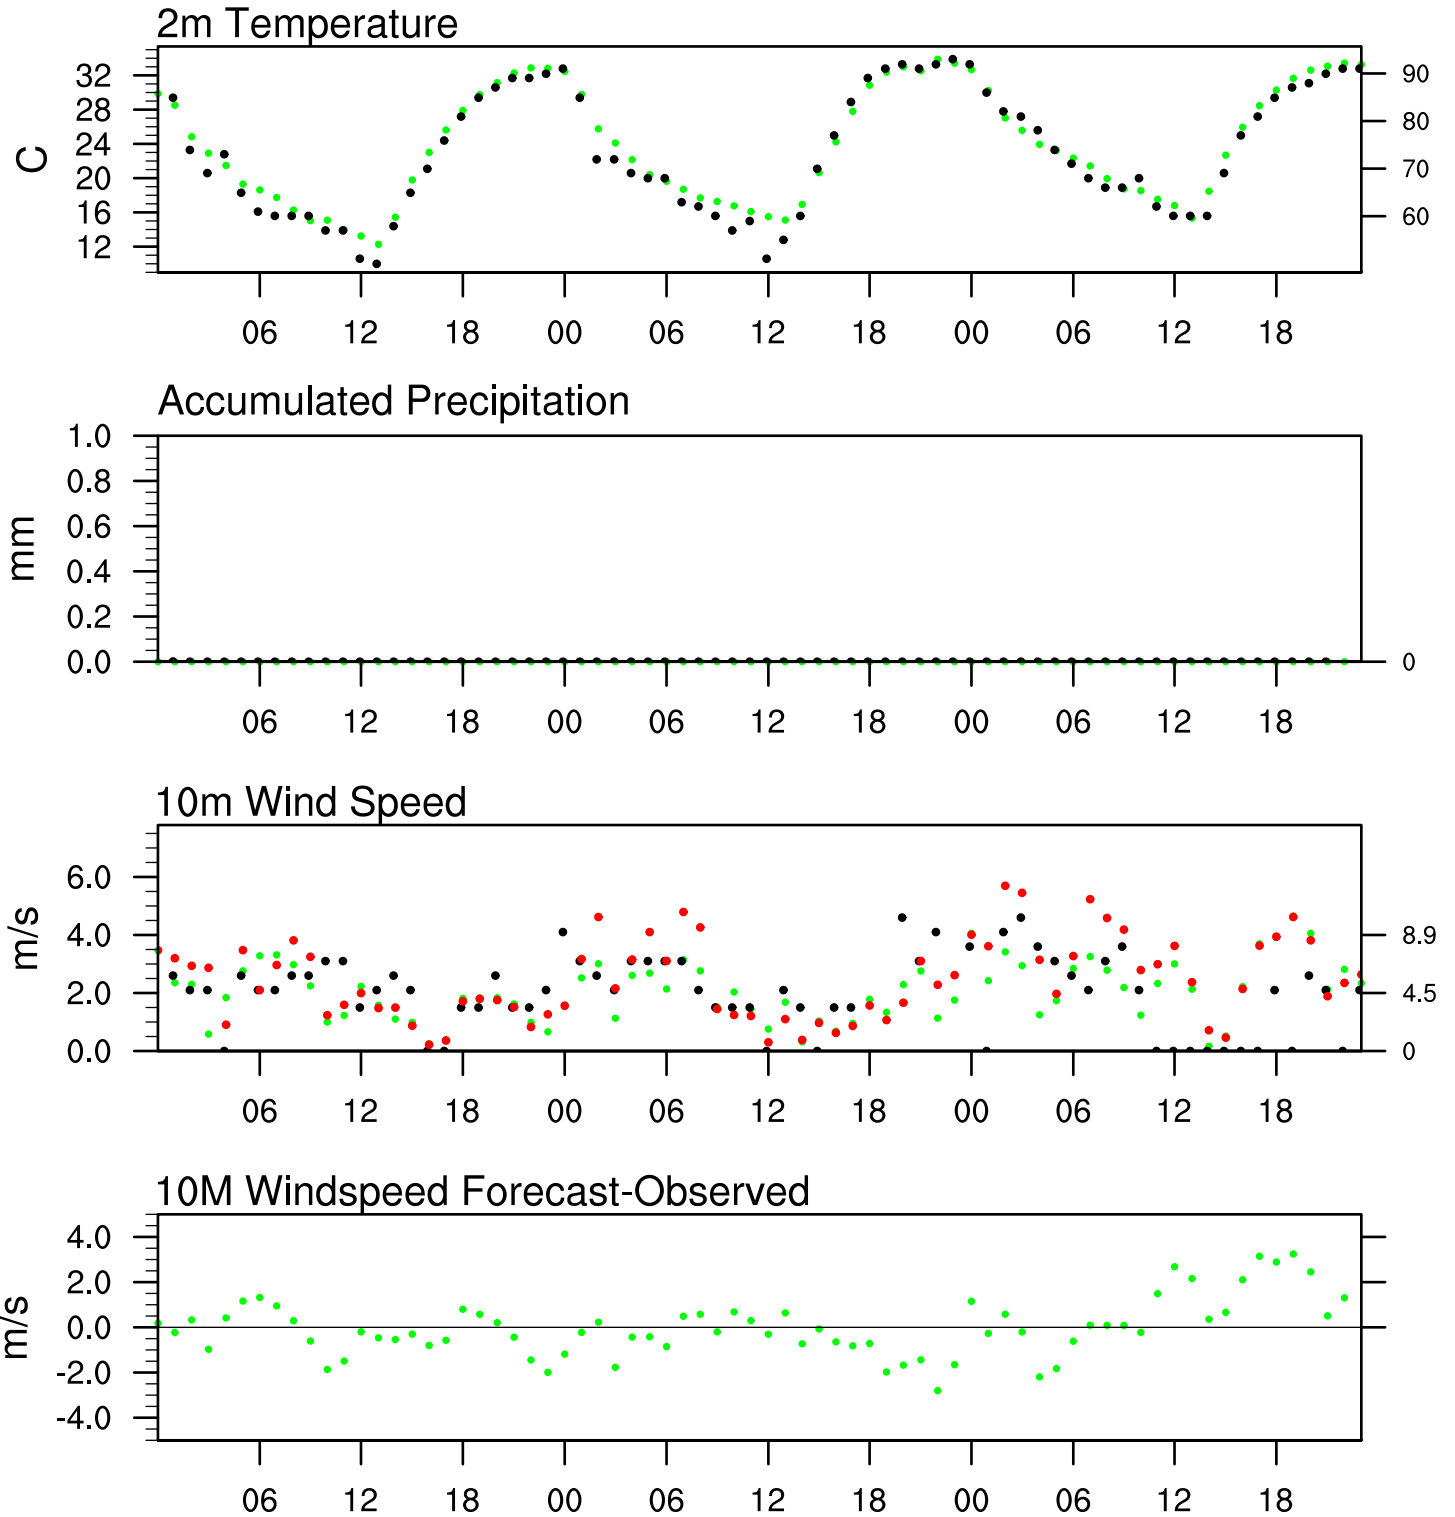 2m Temperature
C
32
28
24
20
16
12
90
80
70
60
06 12 18 00 06 12 18 00 06 12 18
Accumulated Precipitation
mm
1.0
0.8
0.6
0.4
0.2
0.0
0
06 12 18 00 06 12 18 00 06 12 18
10m Wind Speed
m/s
6.0
4.0
2.0
0.0
8.9
4.5
0
06 12 18 00 06 12 18 00 06 12 18
10M Windspeed Forecast-Observed
m/s
4.0
2.0
0.0
-2.0
-4.0
06 12 18 00 06 12 18 00 06 12 18